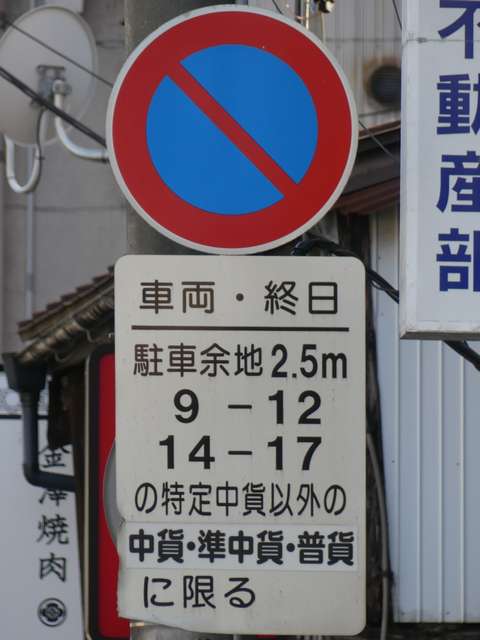 車両・終日
駐車余地2.5m
9-12
14-17
の特定中貨以外の
中貨・準中貨・普貨
に限る
不動産部
金澤焼肉